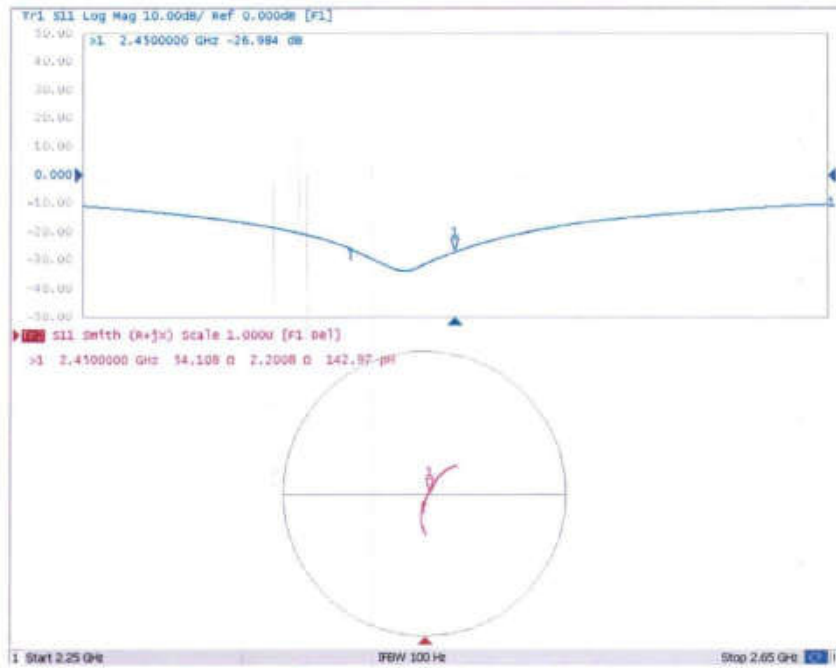 Tr1 S11 Log Mag 10.00dB/ Ref 0.000dB [F1]
50.00
>1 2.4500000 GHz -26.984 dB
40.00
30.00
20.00
10.00
0.000
-10.00
-20.00
-30.00
-40.00
-50.00
1
1
Tr2 S11 Smith (R+jX) Scale 1.000U [F1 Del]
>1 2.4500000 GHz 54.108 Ω 2.2008 Ω 142.97 pH
1
1 Start 2.25 GHz IFBW 100 Hz Stop 2.65 GHz